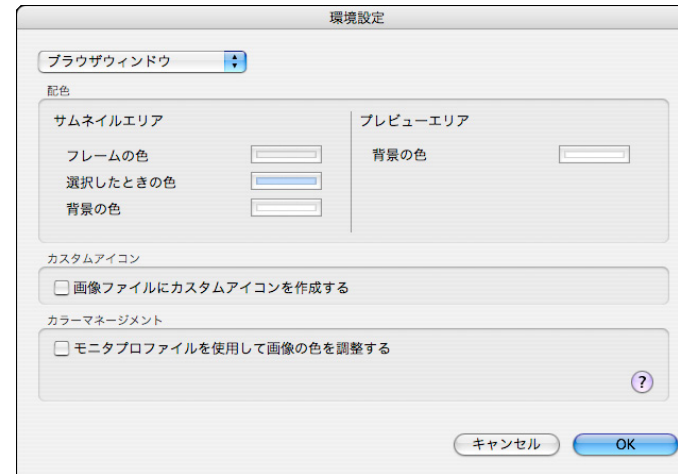 環境設定
ブラウザウィンドウ
配色
サムネイルエリア
フレームの色
選択したときの色
背景の色
プレビューエリア
背景の色
カスタムアイコン
画像ファイルにカスタムアイコンを作成する
カラーマネージメント
モニタプロファイルを使用して画像の色を調整する
?
キャンセル
OK